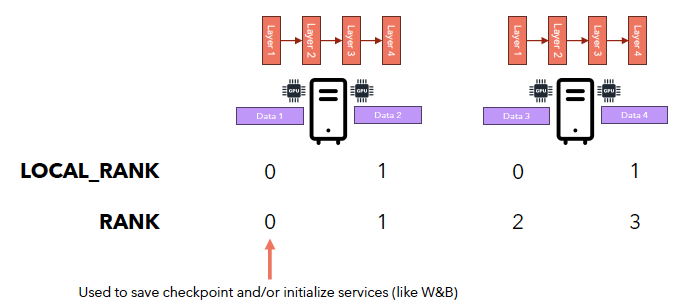 Layer 1
Layer 2
Layer 3
Layer 4
Layer 1
Layer 2
Layer 3
Layer 4
GPU
GPU
GPU
GPU
Data 1
Data 2
Data 3
Data 4
LOCAL_RANK 0 1 0 1
RANK 0 1 2 3
Used to save checkpoint and/or initialize services (like W&B)